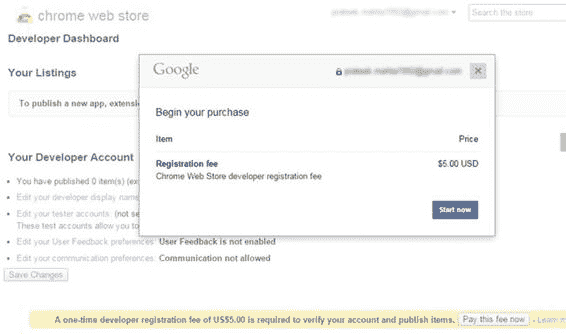 chrome web store
Search the store
Developer Dashboard
Your Listings
To publish a new app, extensi
Google
Begin your purchase
Item Price
Registration fee $5.00 USD
Chrome Web Store developer registration fee
Start now
Your Developer Account
You have published 0 item(s) (ex
Edit your developer display name
Edit your tester accounts. (not se
These test accounts allow you to
Edit your User Feedback preferences: User Feedback is not enabled
Edit your communication preferences: Communication not allowed
Save Changes
A one-time developer registration fee of US$5.00 is required to verify your account and publish items. Pay this fee now - Learn m